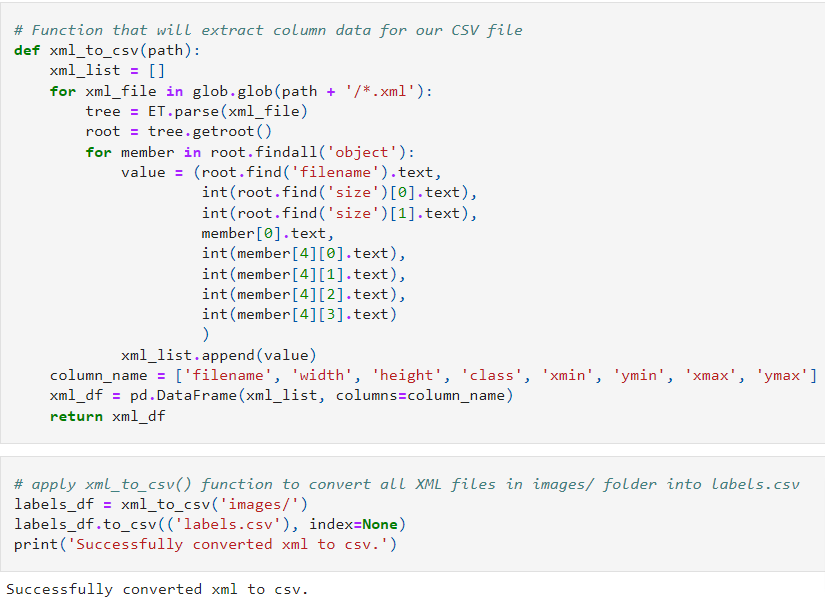 # Function that will extract column data for our CSV file
def xml_to_csv(path):
    xml_list = []
    for xml_file in glob.glob(path + '/*.xml'):
        tree = ET.parse(xml_file)
        root = tree.getroot()
        for member in root.findall('object'):
            value = (root.find('filename').text,
                     int(root.find('size')[0].text),
                     int(root.find('size')[1].text),
                     member[0].text,
                     int(member[4][0].text),
                     int(member[4][1].text),
                     int(member[4][2].text),
                     int(member[4][3].text)
                     )
            xml_list.append(value)
    column_name = ['filename', 'width', 'height', 'class', 'xmin', 'ymin', 'xmax', 'ymax']
    xml_df = pd.DataFrame(xml_list, columns=column_name)
    return xml_df
# apply xml_to_csv() function to convert all XML files in images/ folder into labels.csv
labels_df = xml_to_csv('images/')
labels_df.to_csv(('labels.csv'), index=None)
print('Successfully converted xml to csv.')
Successfully converted xml to csv.